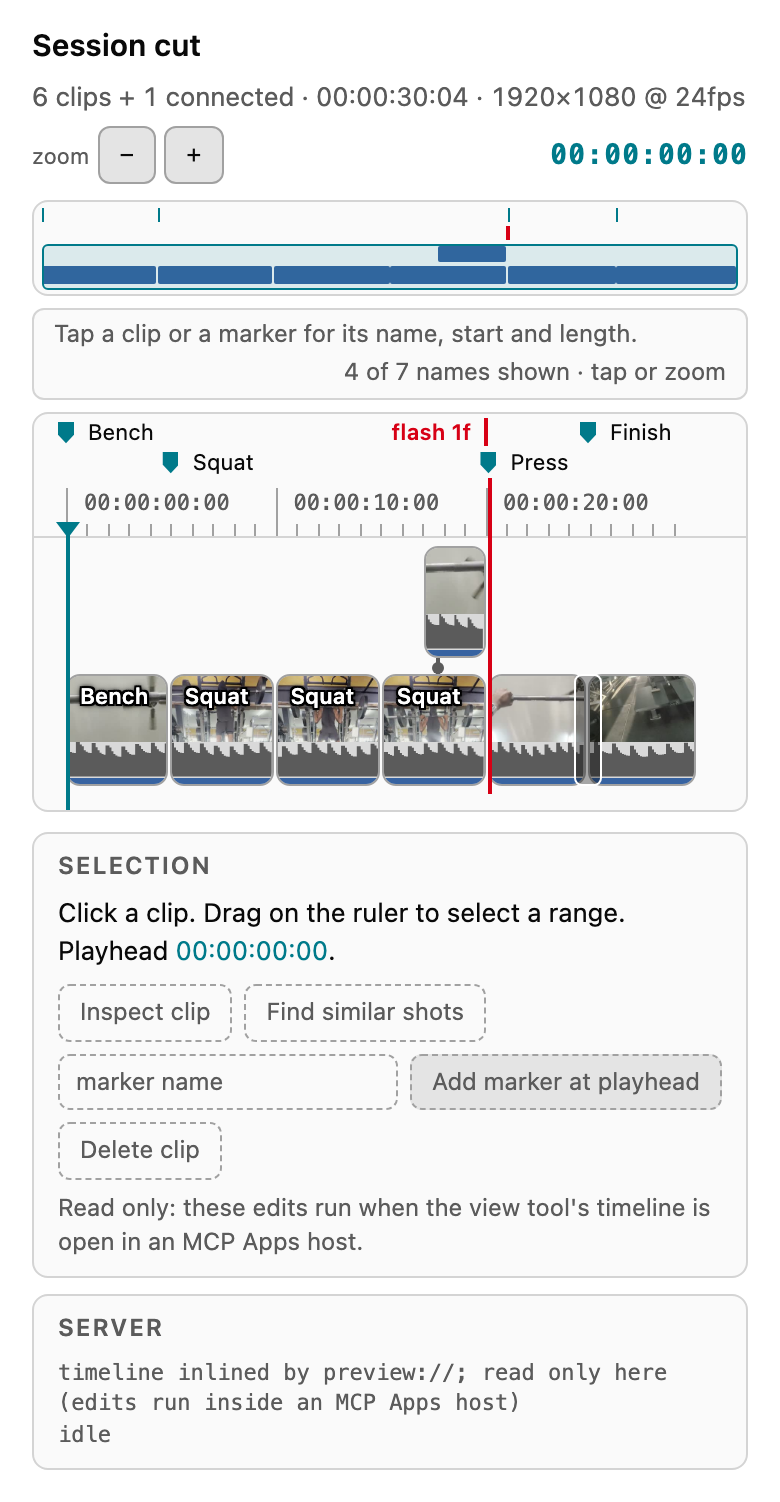 Session cut
6 clips + 1 connected · 00:00:30:04 · 1920×1080 @ 24fps
zoom − + 00:00:00:00
Tap a clip or a marker for its name, start and length.
4 of 7 names shown · tap or zoom
Bench flash 1f Finish
Squat Press
00:00:00:00 00:00:10:00 00:00:20:00
Bench Squat Squat Squat
SELECTION
Click a clip. Drag on the ruler to select a range.
Playhead 00:00:00:00.
Inspect clip Find similar shots
marker name Add marker at playhead
Delete clip
Read only: these edits run when the view tool's timeline is
open in an MCP Apps host.
SERVER
timeline inlined by preview://; read only here
(edits run inside an MCP Apps host)
idle